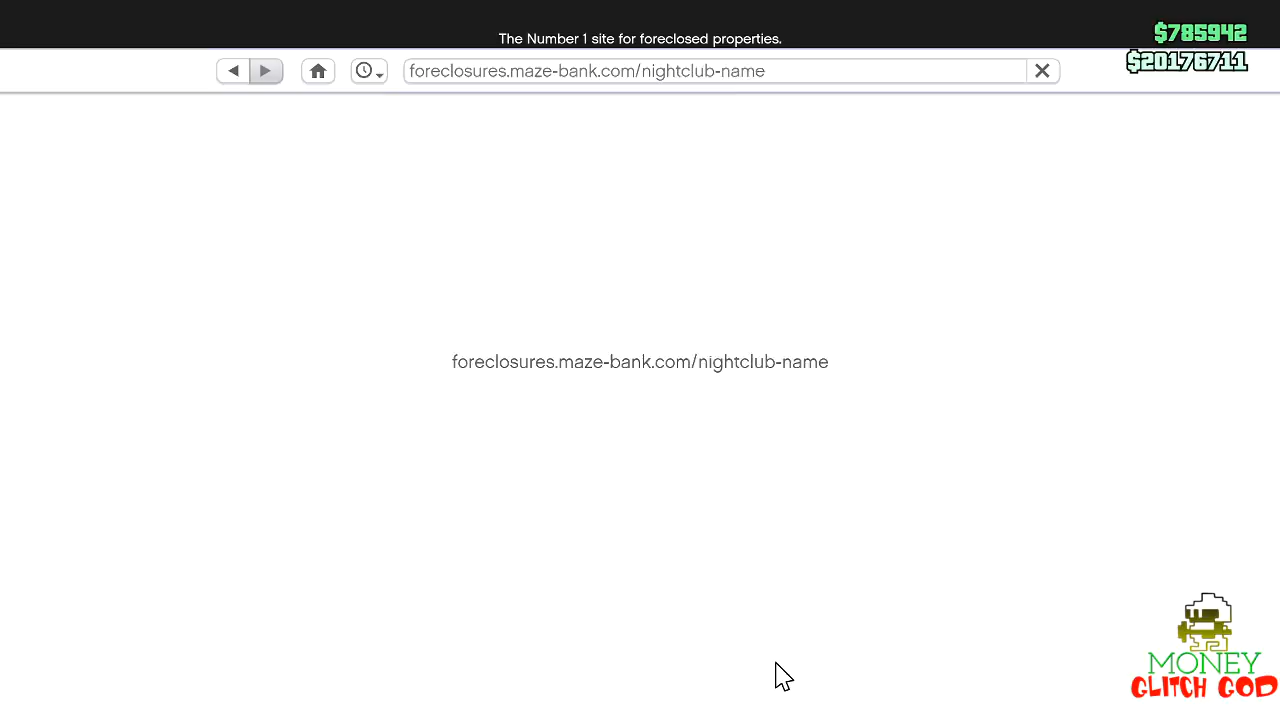 The Number 1 site for foreclosed properties.
$785942
foreclosures.maze-bank.com/nightclub-name
$20176711
foreclosures.maze-bank.com/nightclub-name
MONEY
GLITCH GOD